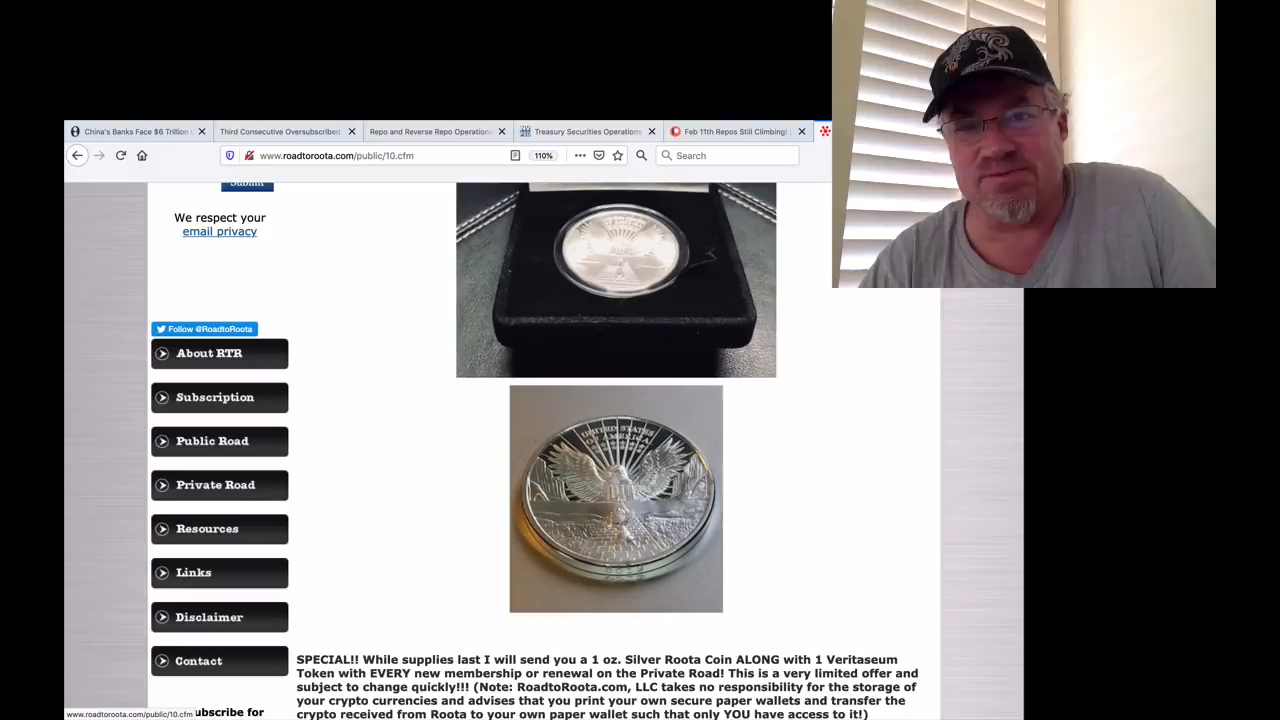 China's Banks Face $6 Trillion
Third Consecutive Oversubscribed
Repo and Reverse Repo Operation
Treasury Securities Operations
Feb 11th Repos Still Climbing!
www.roadtoroota.com/public/10.cfm
110%
Search
Submit
We respect your
email privacy
Follow @RoadtoRoota
About RTR
Subscription
Public Road
Private Road
Resources
Links
Disclaimer
Contact
UNITED STATES
OF AMERICA
SPECIAL!! While supplies last I will send you a 1 oz. Silver Roota Coin ALONG with 1 Veritaseum
Token with EVERY new membership or renewal on the Private Road! This is a very limited offer and
subject to change quickly!!! (Note: RoadtoRoota.com, LLC takes no responsibility for the storage of
your crypto currencies and advises that you print your own secure paper wallets and transfer the
crypto received from Roota to your own paper wallet such that only YOU have access to it!)
www.roadtoroota.com/public/10.cfm
ubscribe for